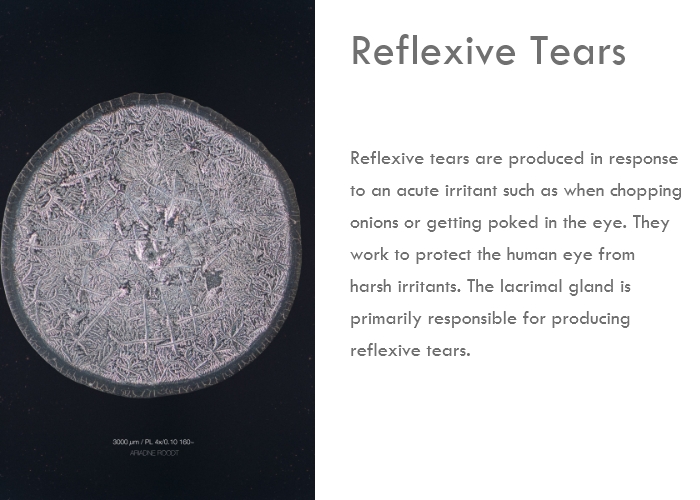 Reflexive Tears
Reflexive tears are produced in response
to an acute irritant such as when chopping
onions or getting poked in the eye. They
work to protect the human eye from
harsh irritants. The lacrimal gland is
primarily responsible for producing
reflexive tears.
3000 µm / PL 4x/0.10 160–
ARIADNE ROODT